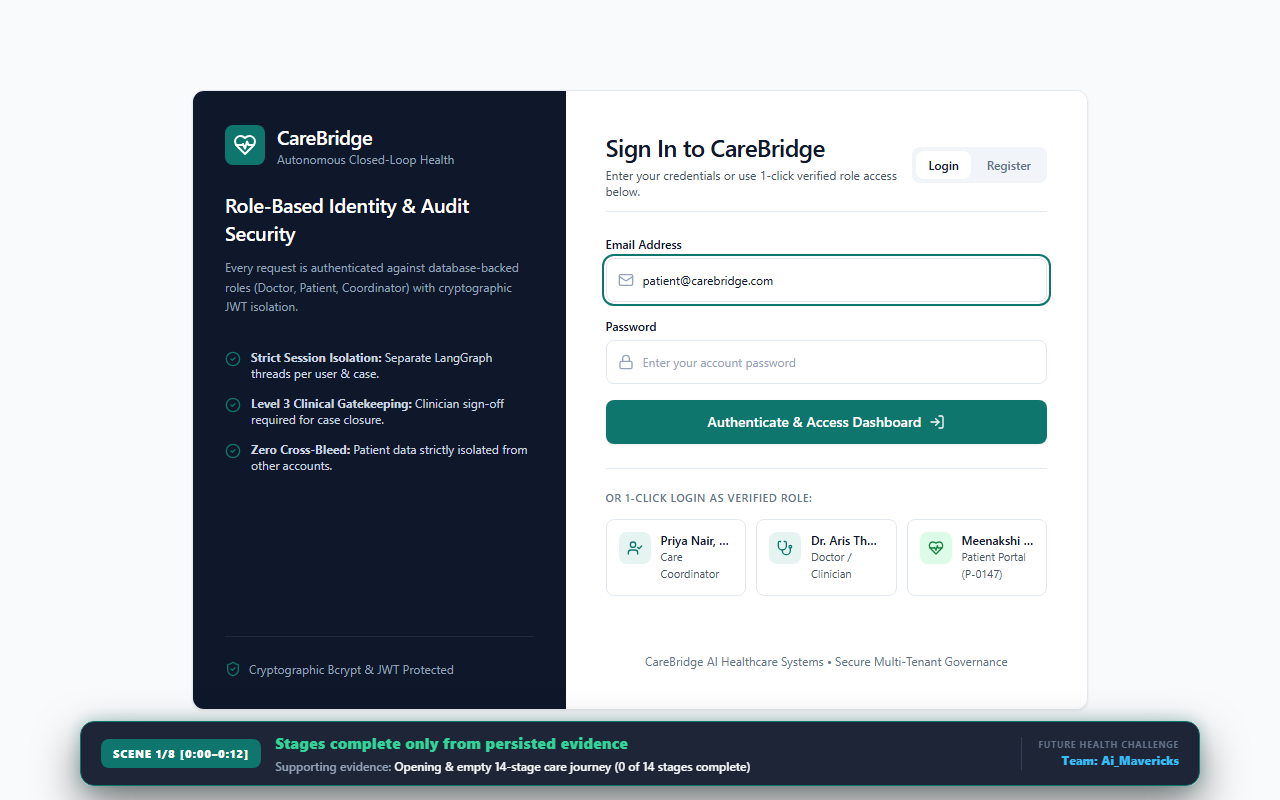 CareBridge
Autonomous Closed-Loop Health
Role-Based Identity & Audit
Security
Every request is authenticated against database-backed
roles (Doctor, Patient, Coordinator) with cryptographic
JWT isolation.
Strict Session Isolation: Separate LangGraph
threads per user & case.
Level 3 Clinical Gatekeeping: Clinician sign-off
required for case closure.
Zero Cross-Bleed: Patient data strictly isolated from
other accounts.
Cryptographic Bcrypt & JWT Protected
Sign In to CareBridge
Enter your credentials or use 1-click verified role access
below.
Login
Register
Email Address
patient@carebridge.com
Password
Enter your account password
Authenticate & Access Dashboard
OR 1-CLICK LOGIN AS VERIFIED ROLE:
Priya Nair, ...
Care
Coordinator
Dr. Aris Th...
Doctor /
Clinician
Meenakshi ...
Patient Portal
(P-0147)
CareBridge AI Healthcare Systems • Secure Multi-Tenant Governance
SCENE 1/8 [0:00–0:12]
Stages complete only from persisted evidence
Supporting evidence: Opening & empty 14-stage care journey (0 of 14 stages complete)
FUTURE HEALTH CHALLENGE
Team: Ai_Mavericks